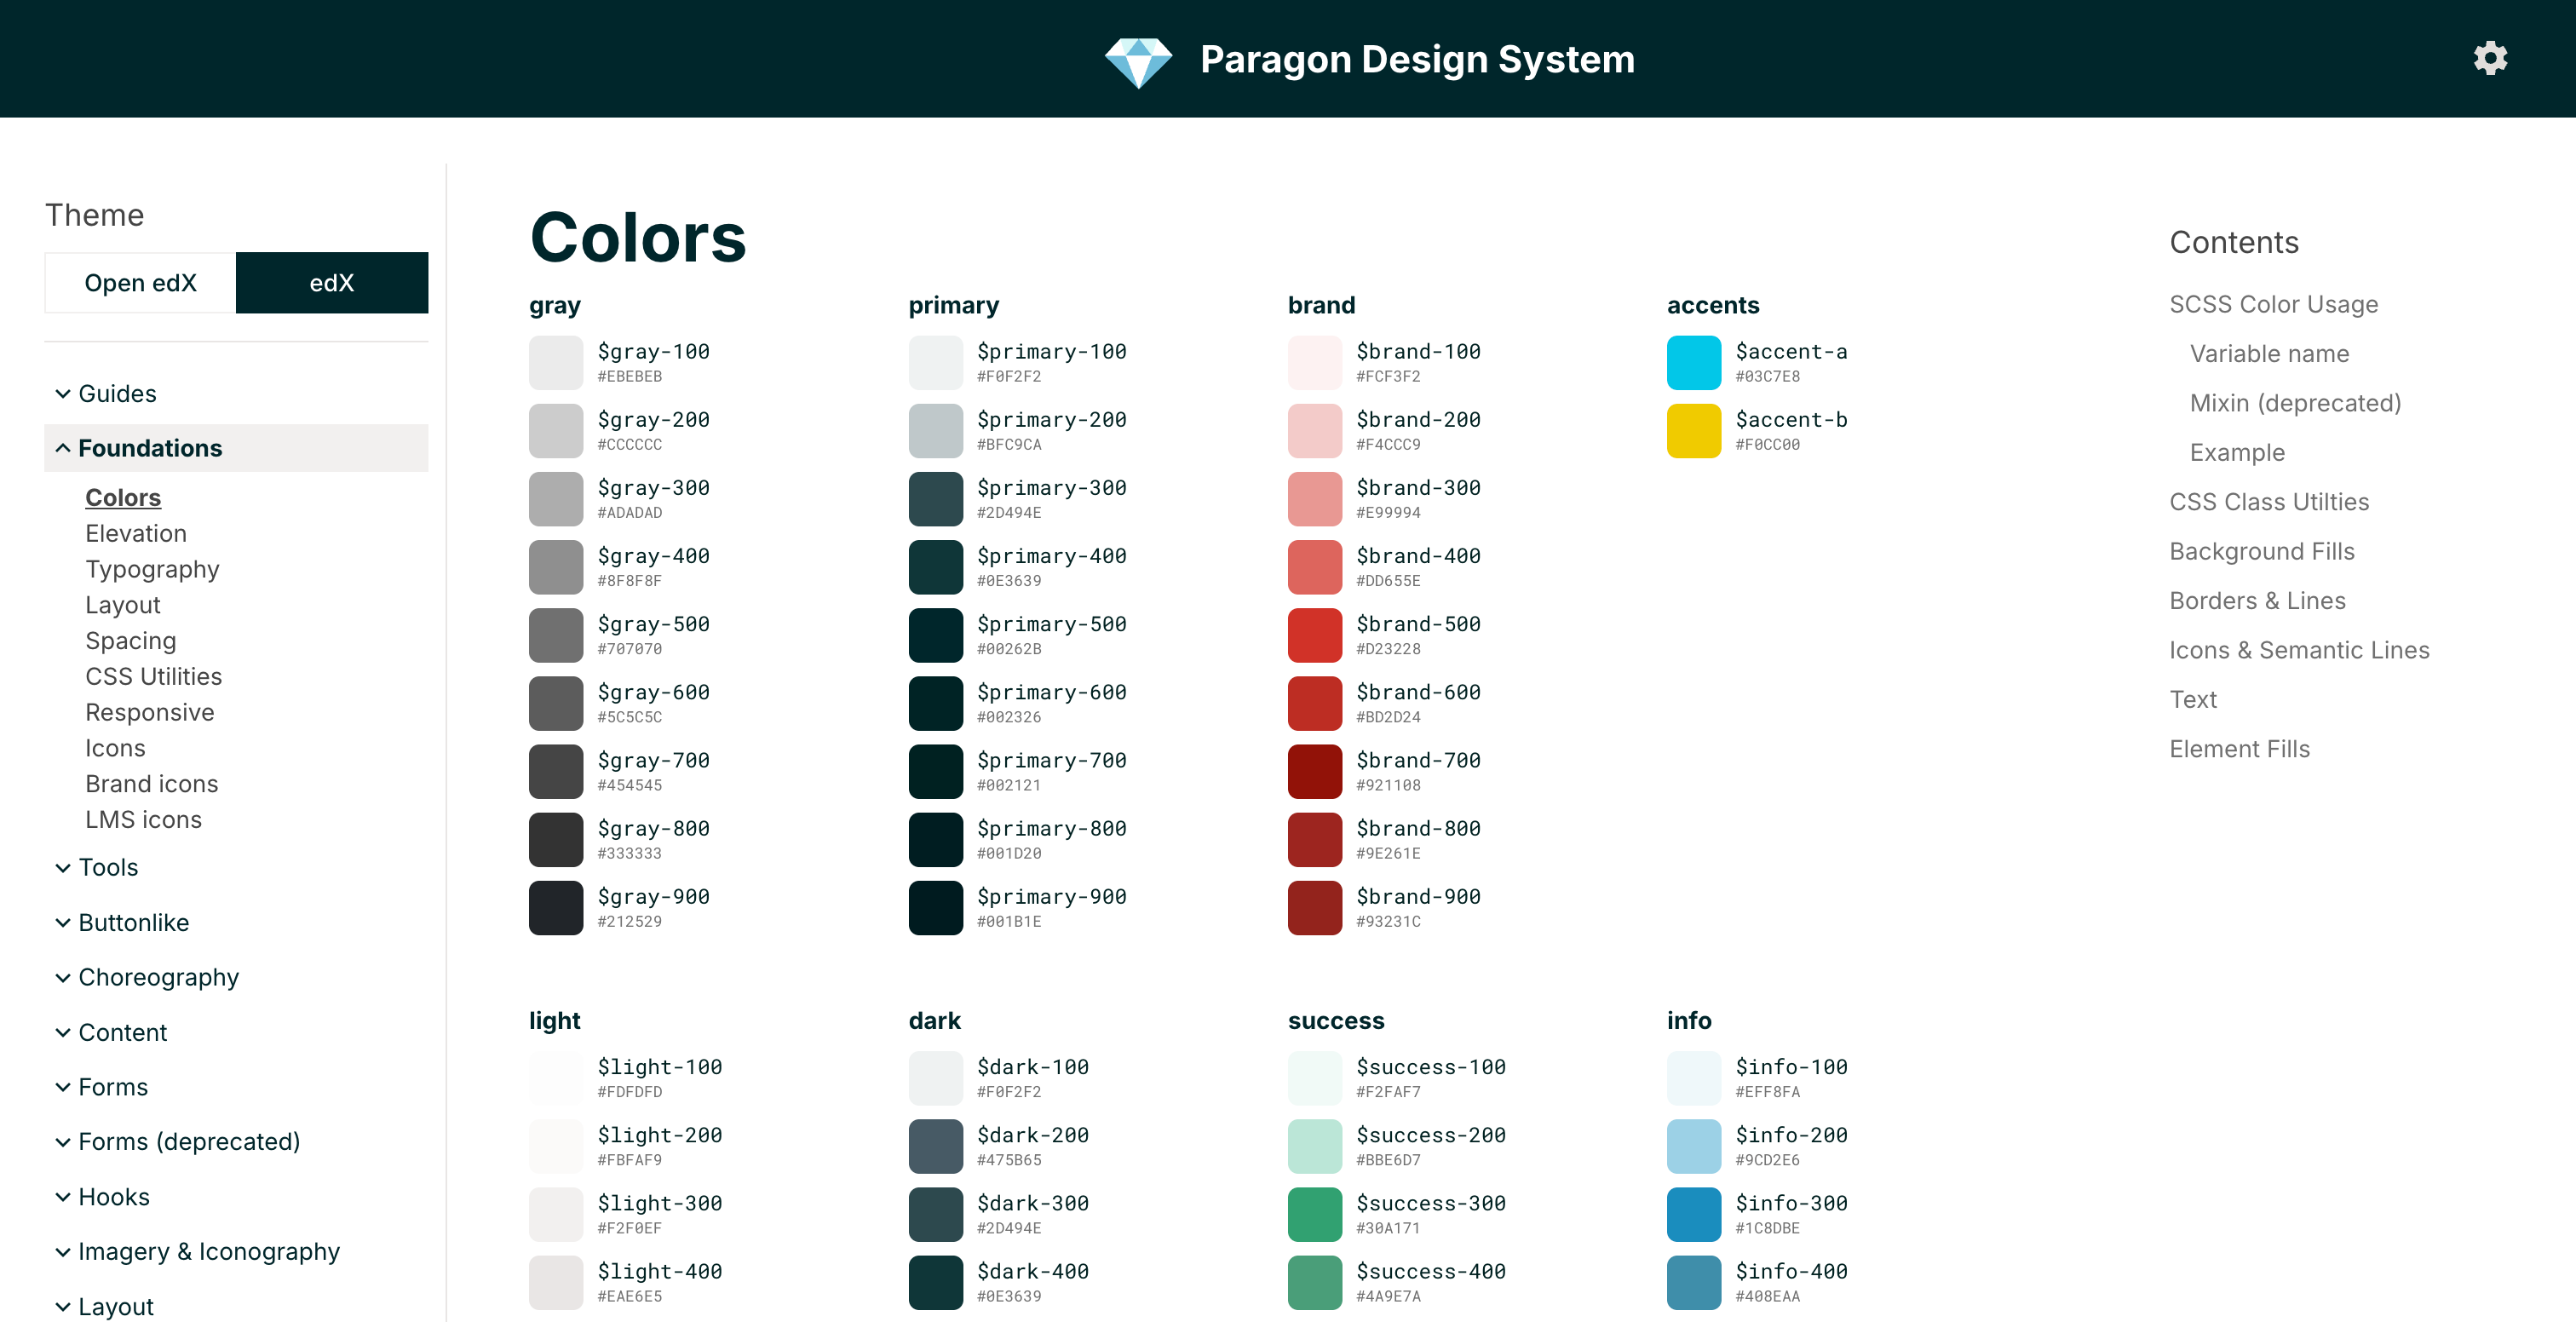 Paragon Design System
Theme
Open edX
edX
Guides
Foundations
Colors
Elevation
Typography
Layout
Spacing
CSS Utilities
Responsive
Icons
Brand icons
LMS icons
Tools
Buttonlike
Choreography
Content
Forms
Forms (deprecated)
Hooks
Imagery & Iconography
Layout
Colors
gray
$gray-100
#EBEBEB
$gray-200
#CCCCCC
$gray-300
#ADADAD
$gray-400
#8F8F8F
$gray-500
#707070
$gray-600
#5C5C5C
$gray-700
#454545
$gray-800
#333333
$gray-900
#212529
primary
$primary-100
#F0F2F2
$primary-200
#BFC9CA
$primary-300
#2D494E
$primary-400
#0E3639
$primary-500
#00262B
$primary-600
#002326
$primary-700
#002121
$primary-800
#001D20
$primary-900
#001B1E
brand
$brand-100
#FCF3F2
$brand-200
#F4CCC9
$brand-300
#E99994
$brand-400
#DD655E
$brand-500
#D23228
$brand-600
#BD2D24
$brand-700
#921108
$brand-800
#9E261E
$brand-900
#93231C
accents
$accent-a
#03C7E8
$accent-b
#F0CC00
light
$light-100
#FDFDFD
$light-200
#FBFAF9
$light-300
#F2F0EF
$light-400
#EAE6E5
dark
$dark-100
#F0F2F2
$dark-200
#475B65
$dark-300
#2D494E
$dark-400
#0E3639
success
$success-100
#F2FAF7
$success-200
#BBE6D7
$success-300
#30A171
$success-400
#4A9E7A
info
$info-100
#EFF8FA
$info-200
#9CD2E6
$info-300
#1C8DBE
$info-400
#408EAA
Contents
SCSS Color Usage
Variable name
Mixin (deprecated)
Example
CSS Class Utilties
Background Fills
Borders & Lines
Icons & Semantic Lines
Text
Element Fills